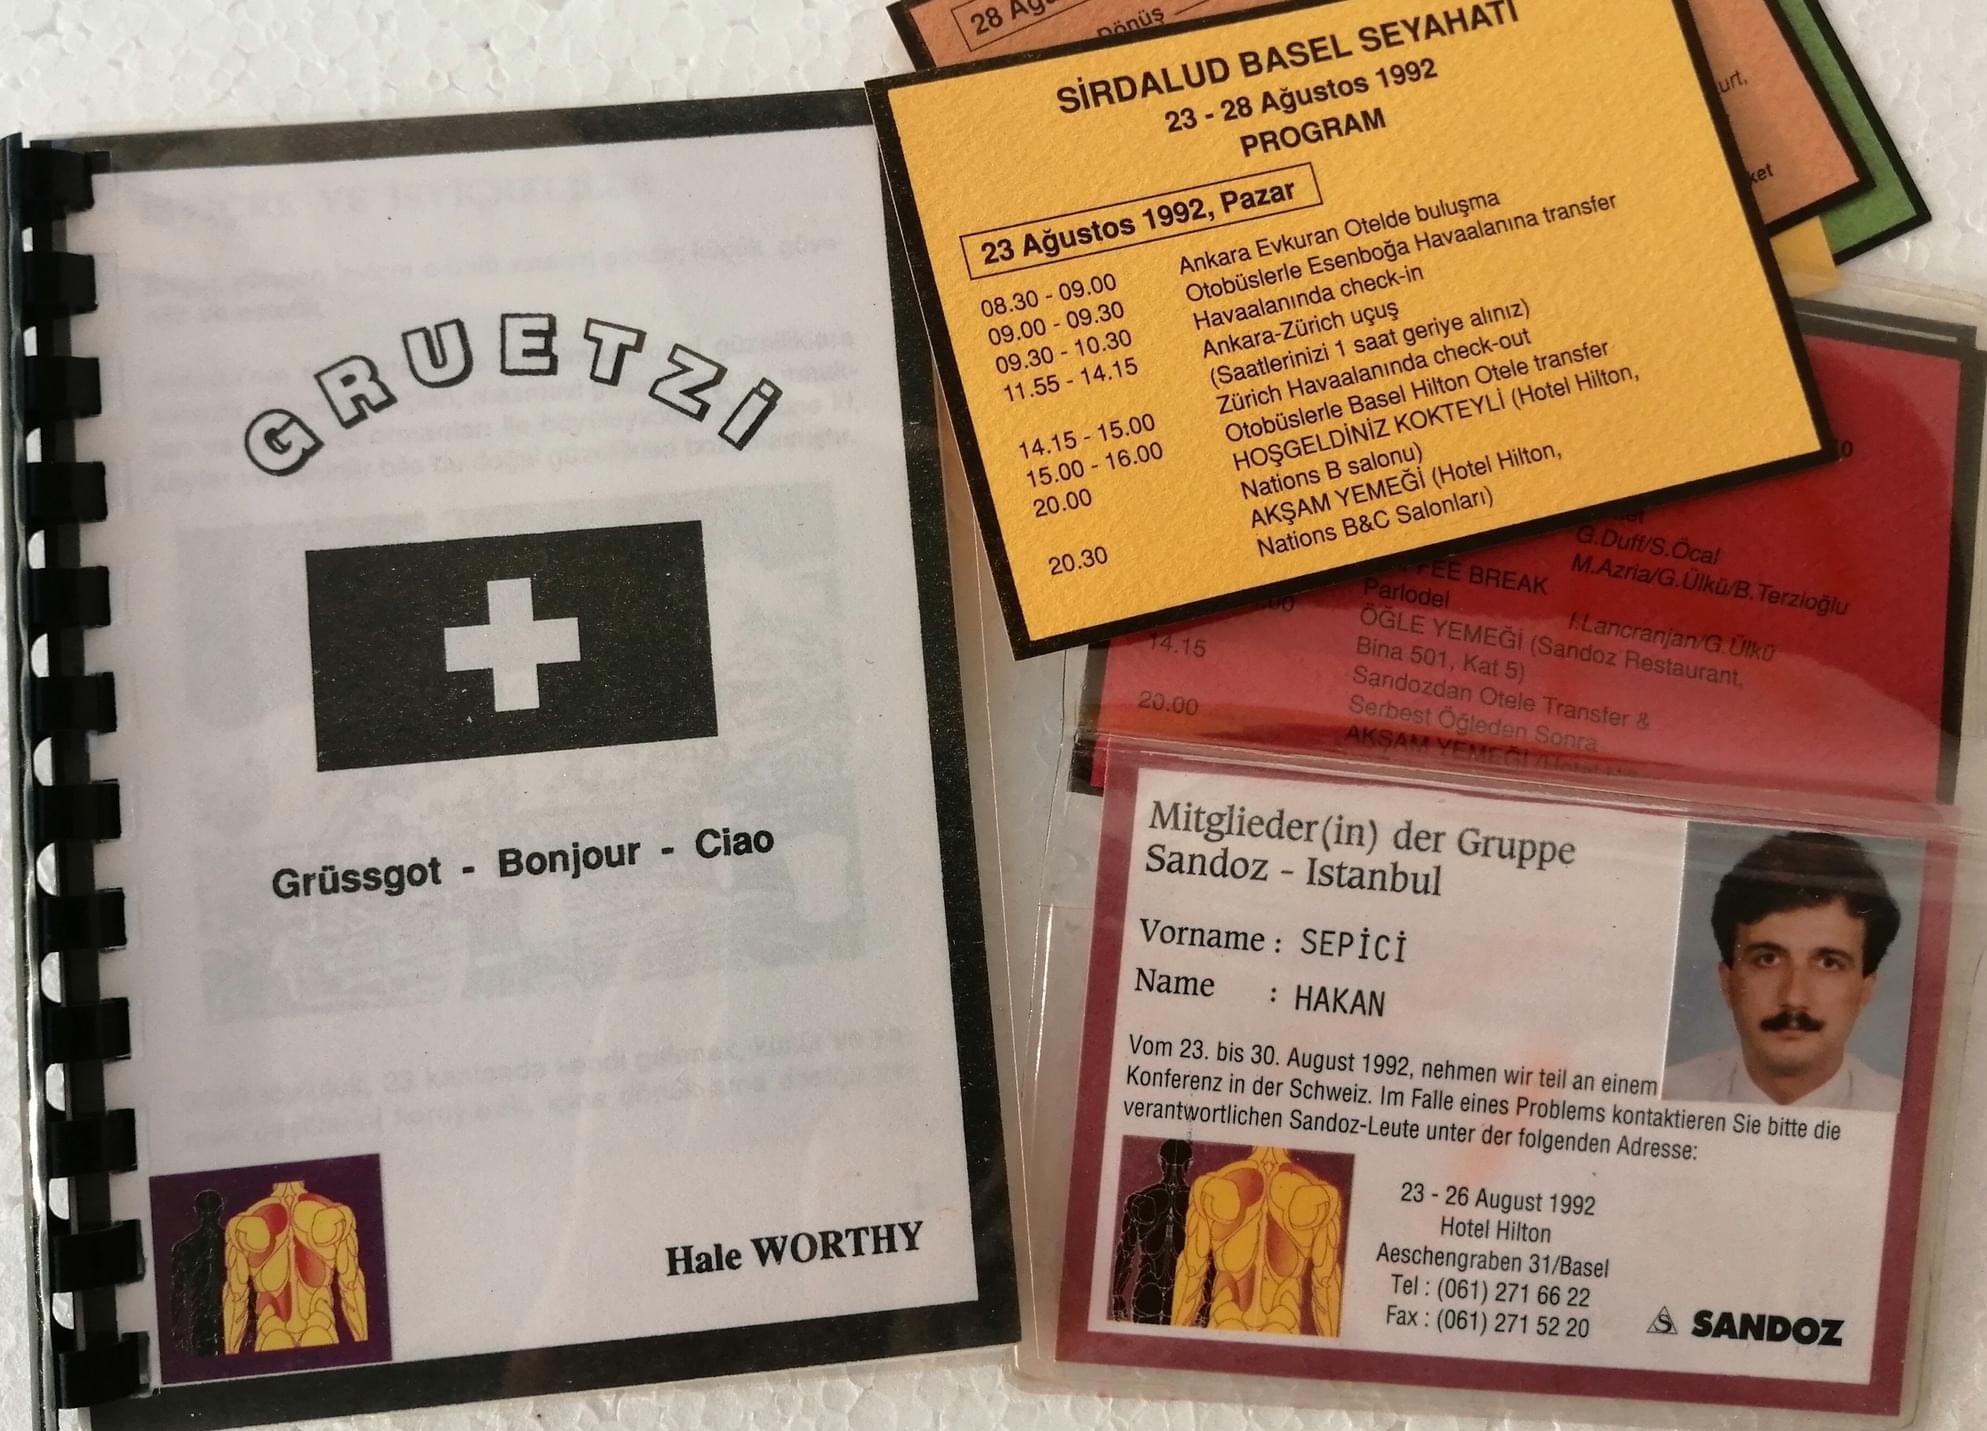 GRUETZİ
Grüssgot - Bonjour - Ciao
Hale WORTHY
28 Ağu
Dönüş
SİRDALUD BASEL SEYAHATİ
23 - 28 Ağustos 1992
PROGRAM
23 Ağustos 1992, Pazar
08.30 - 09.00 Ankara Evkuran Otelde buluşma
09.00 - 09.30 Otobüslerle Esenboğa Havaalanına transfer
09.30 - 10.30 Havaalanında check-in
11.55 - 14.15 Ankara-Zürich uçuş
(Saatlerinizi 1 saat geriye alınız)
14.15 - 15.00 Zürich Havaalanında check-out
15.00 - 16.00 Otobüslerle Basel Hilton Otele transfer
20.00 HOŞGELDİNİZ KOKTEYLİ (Hotel Hilton,
Nations B salonu)
20.30 AKŞAM YEMEĞİ (Hotel Hilton,
Nations B&C Salonları)
urt,
ket
G.Duff/S.Öcal
M.Azria/G.Ülkü/B.Terzioğlu
FEE BREAK
Parlodel I.Lancranjan/G.Ülkü
14.15 ÖĞLE YEMEĞİ (Sandoz Restaurant,
Bina 501, Kat 5)
Sandozdan Otele Transfer &
Serbest Öğleden Sonra
20.00 AKŞAM YEMEĞİ (Hotel
Mitglieder(in) der Gruppe
Sandoz - Istanbul
Vorname : SEPİCİ
Name : HAKAN
Vom 23. bis 30. August 1992, nehmen wir teil an einem
Konferenz in der Schweiz. Im Falle eines Problems kontaktieren Sie bitte die
verantwortlichen Sandoz-Leute unter der folgenden Adresse:
23 - 26 August 1992
Hotel Hilton
Aeschengraben 31/Basel
Tel : (061) 271 66 22
Fax : (061) 271 52 20
SANDOZ